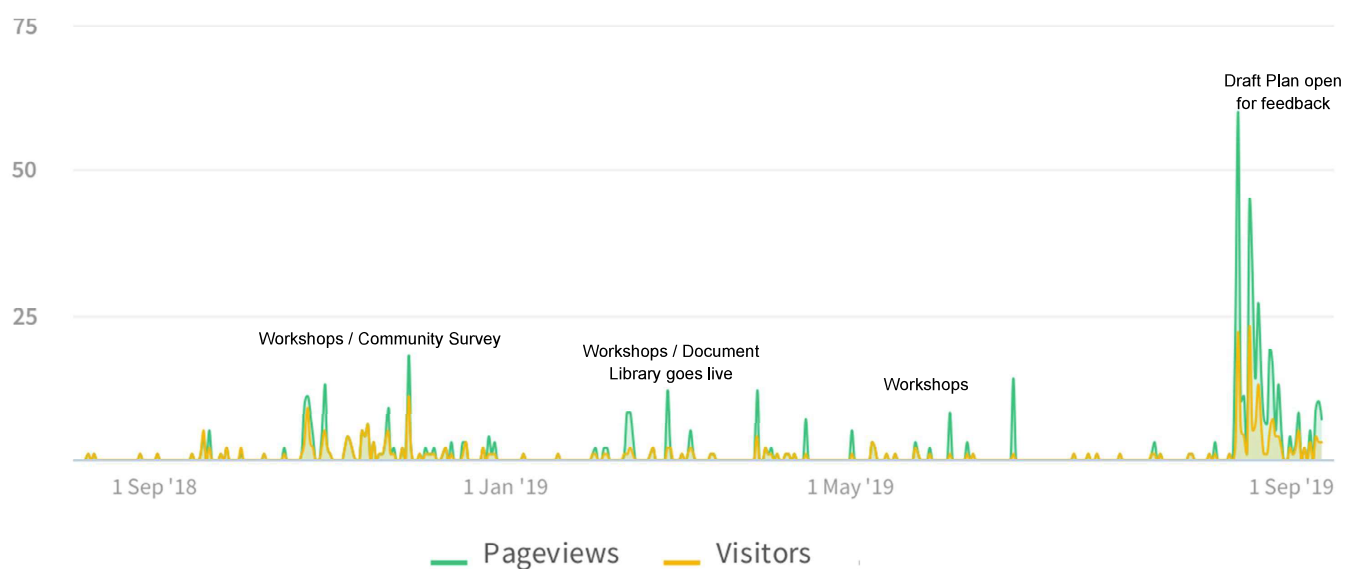 75
Draft Plan open
for feedback
50
25
Workshops / Community Survey
Workshops / Document
Library goes live
Workshops
1 Sep '18
1 Jan '19
1 May '19
1 Sep '19
Pageviews
Visitors